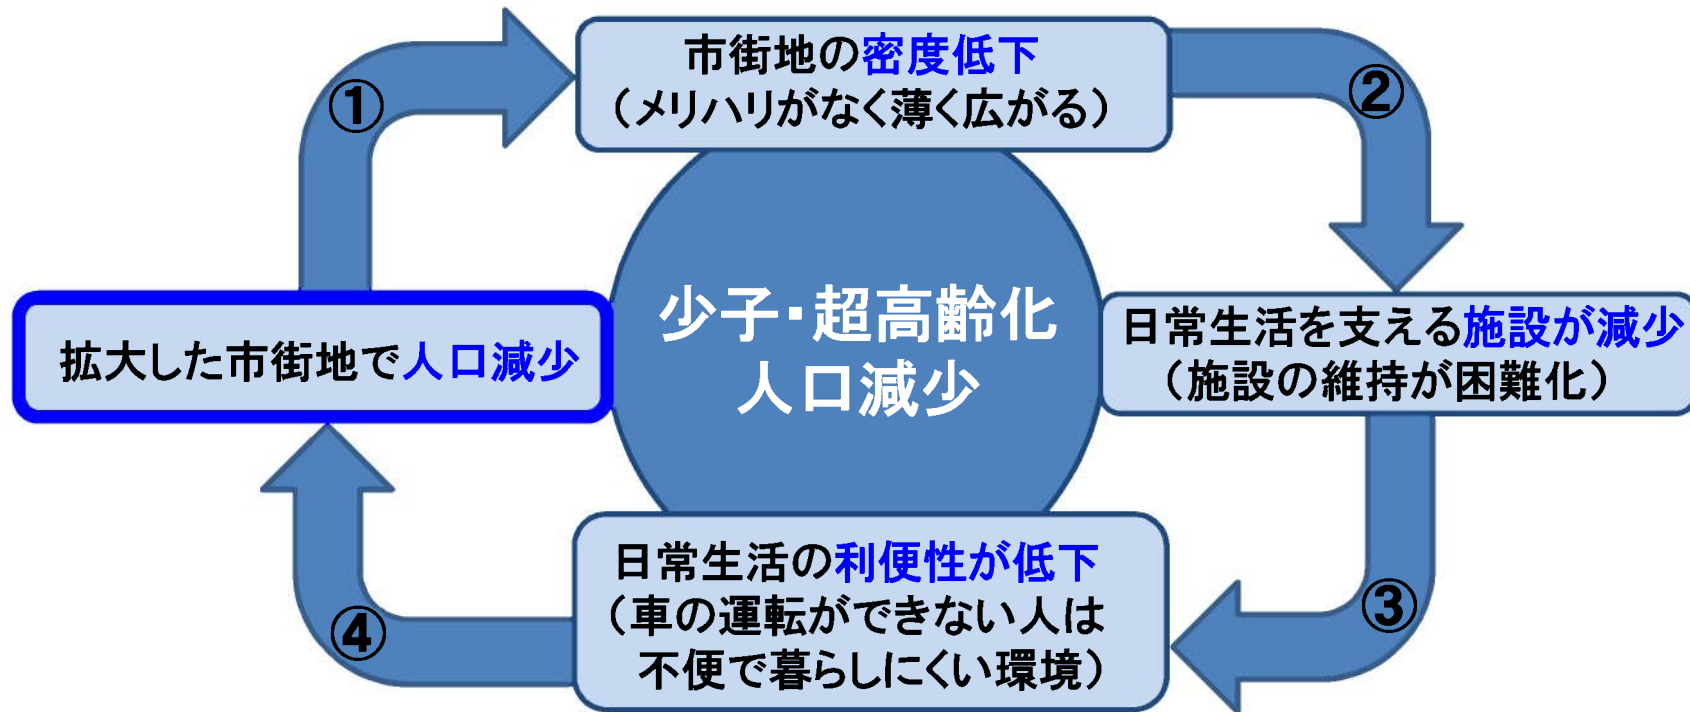 ①
市街地の密度低下
（メリハリがなく薄く広がる）
②
少子・超高齢化
人口減少
拡大した市街地で人口減少
日常生活を支える施設が減少
（施設の維持が困難化）
③
日常生活の利便性が低下
（車の運転ができない人は
不便で暮らしにくい環境）
④